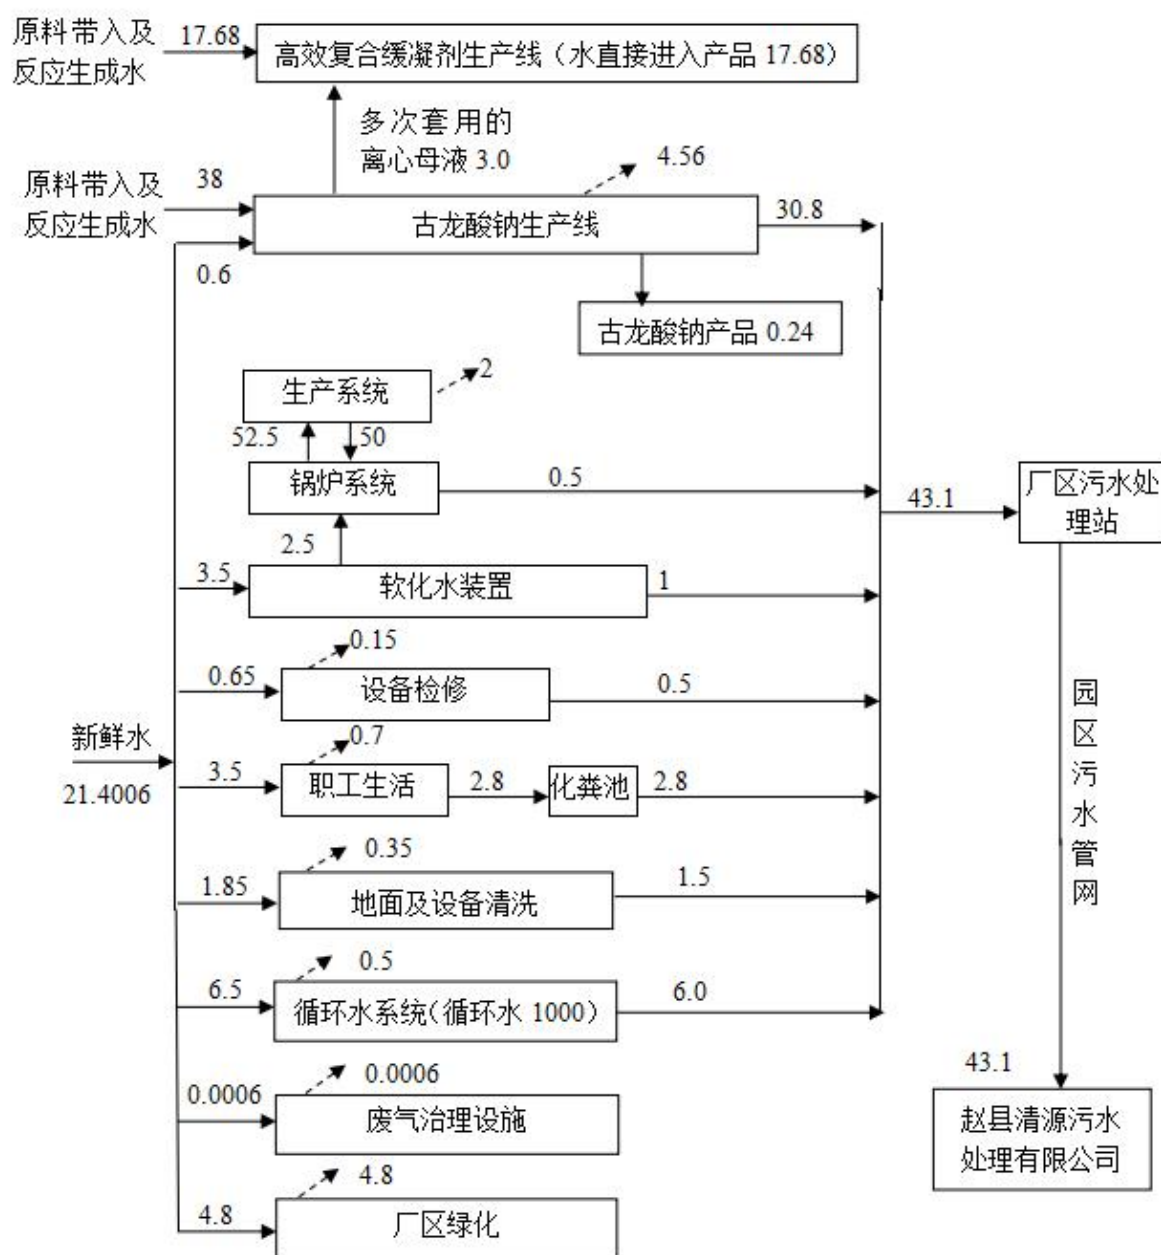 原料带入及
反应生成水
17.68
高效复合缓凝剂生产线（水直接进入产品 17.68）
多次套用的
离心母液 3.0
4.56
原料带入及
反应生成水
38
古龙酸钠生产线
30.8
0.6
古龙酸钠产品 0.24
生产系统
2
52.5
50
锅炉系统
0.5
43.1
厂区污水处
理站
2.5
3.5
软化水装置
1
0.15
0.65
设备检修
0.5
园区污水管网
新鲜水
21.4006
0.7
3.5
职工生活
2.8
化粪池
2.8
0.35
1.85
地面及设备清洗
1.5
0.5
6.5
循环水系统（循环水 1000）
6.0
0.0006
0.0006
废气治理设施
43.1
赵县清源污水
处理有限公司
4.8
4.8
厂区绿化